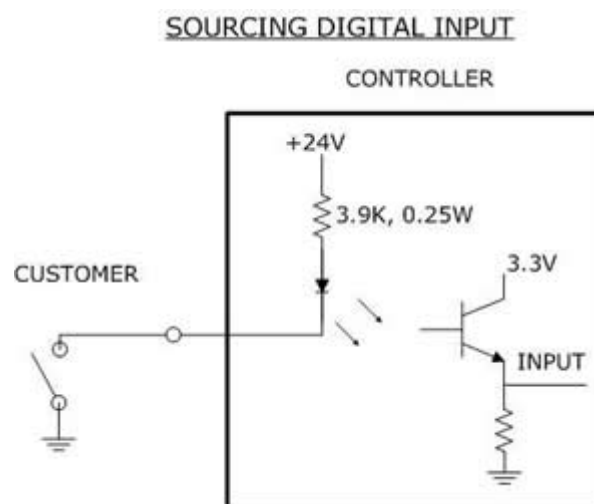 SOURCING DIGITAL INPUT
CONTROLLER
+24V
3.9K, 0.25W
CUSTOMER
3.3V
INPUT